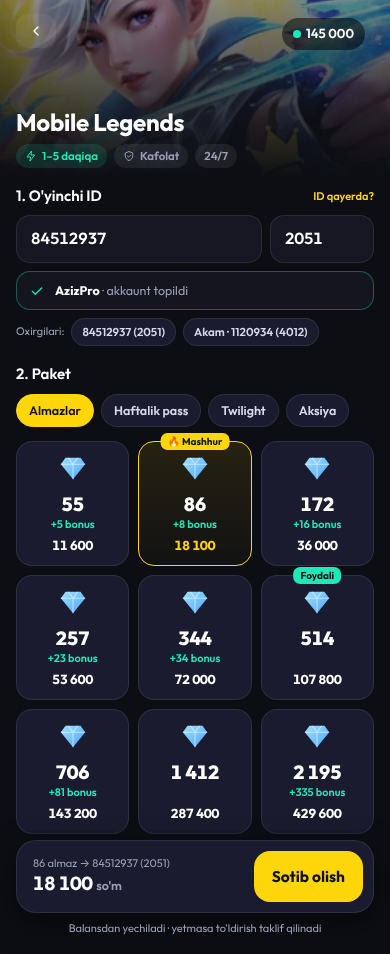 145 000
Mobile Legends
1–5 daqiqa Kafolat 24/7
1. O'yinchi ID ID qayerda?
84512937 2051
AzizPro · akkaunt topildi
Oxirgilari: 84512937 (2051) Akam · 1120934 (4012)
2. Paket
Almazlar Haftalik pass Twilight Aksiya
🔥 Mashhur
55 86 172
+5 bonus +8 bonus +16 bonus
11 600 18 100 36 000
Foydali
257 344 514
+23 bonus +34 bonus
53 600 72 000 107 800
706 1 412 2 195
+81 bonus +335 bonus
143 200 287 400 429 600
86 almaz → 84512937 (2051)
18 100 so'm Sotib olish
Balansdan yechiladi · yetmasa to'ldirish taklif qilinadi